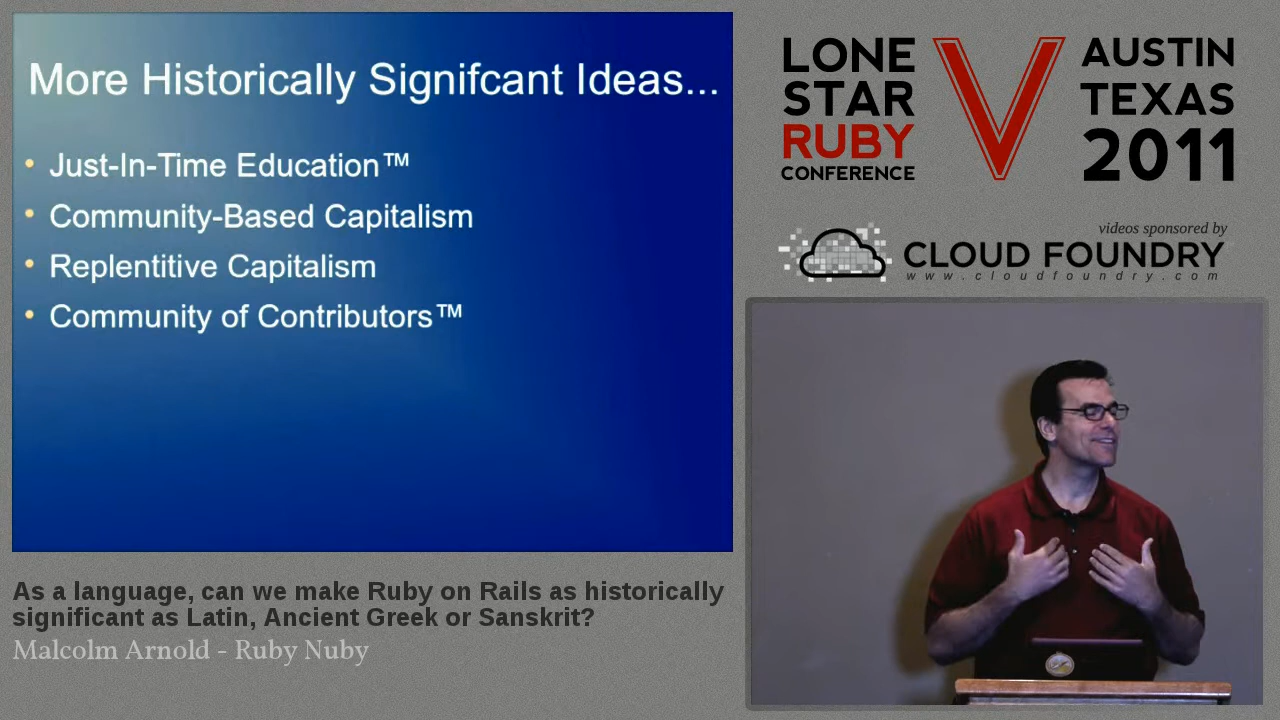 More Historically Signifcant Ideas...
Just-In-Time Education™
Community-Based Capitalism
Replentitive Capitalism
Community of Contributors™
LONE
STAR
RUBY
CONFERENCE
V
AUSTIN
TEXAS
2011
videos sponsored by
CLOUD FOUNDRY
www.cloudfoundry.com
As a language, can we make Ruby on Rails as historically
significant as Latin, Ancient Greek or Sanskrit?
Malcolm Arnold - Ruby Nuby